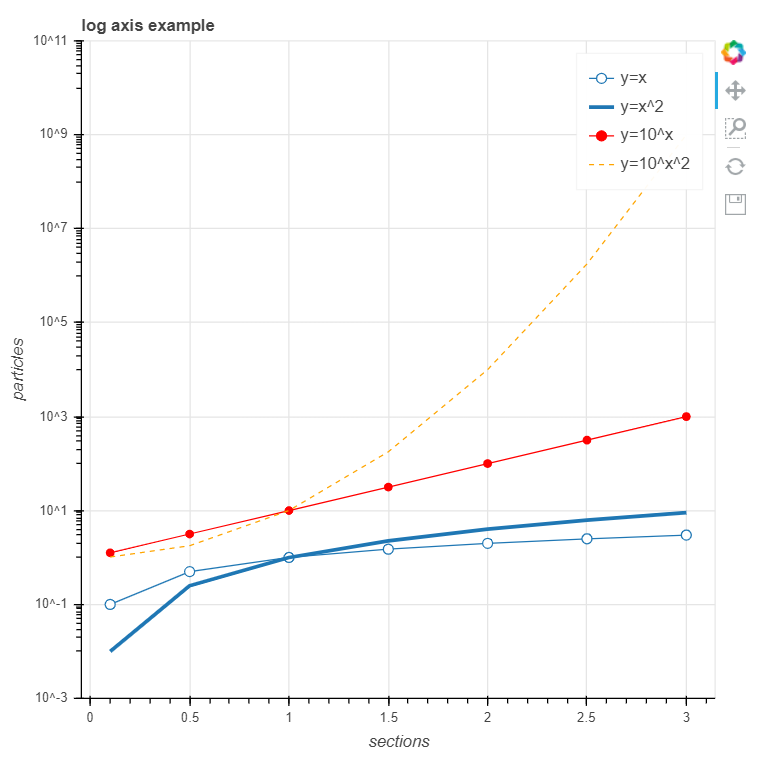 log axis example
10^11
10^9
10^7
10^5
10^3
10^1
10^-1
10^-3
particles
y=x
y=x^2
y=10^x
y=10^x^2
0 0.5 1 1.5 2 2.5 3
sections